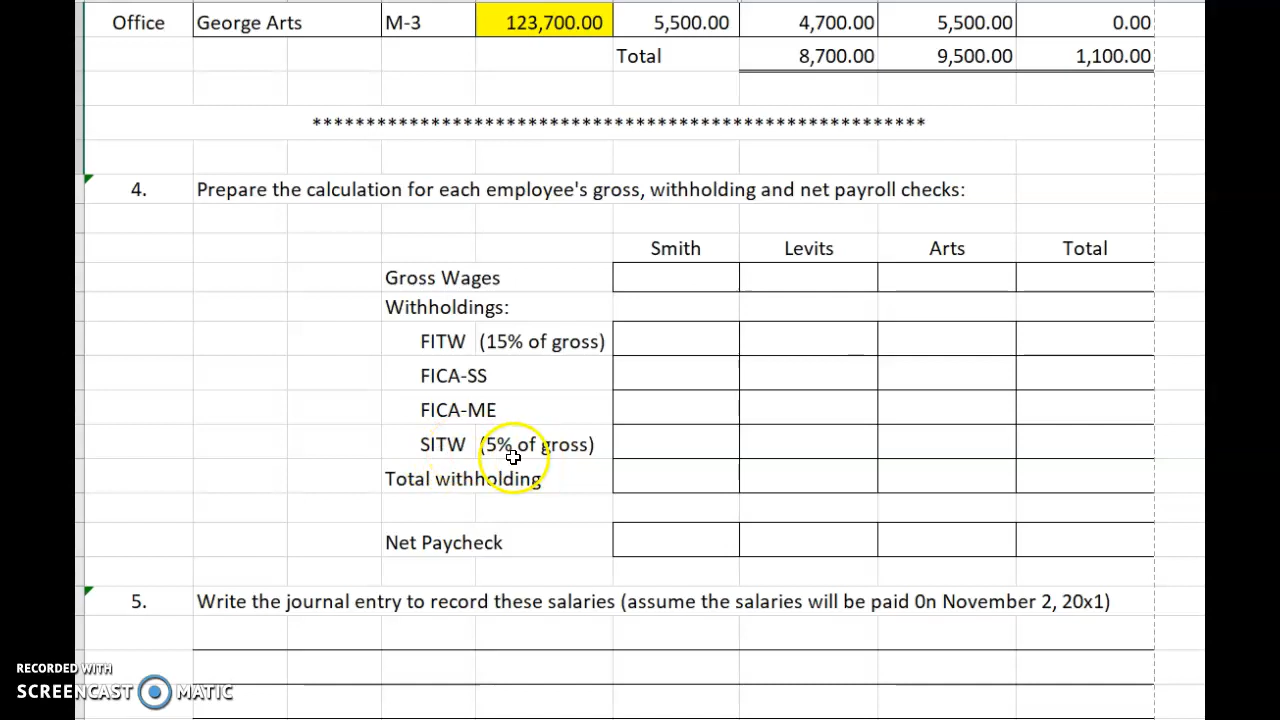 Office George Arts M-3 123,700.00 5,500.00 4,700.00 5,500.00 0.00
Total 8,700.00 9,500.00 1,100.00
********************************************************
4. Prepare the calculation for each employee's gross, withholding and net payroll checks:
Smith Levits Arts Total
Gross Wages
Withholdings:
FITW (15% of gross)
FICA-SS
FICA-ME
SITW (5% of gross)
Total withholding
Net Paycheck
5. Write the journal entry to record these salaries (assume the salaries will be paid 0n November 2, 20x1)
RECORDED WITH
SCREENCAST MATIC